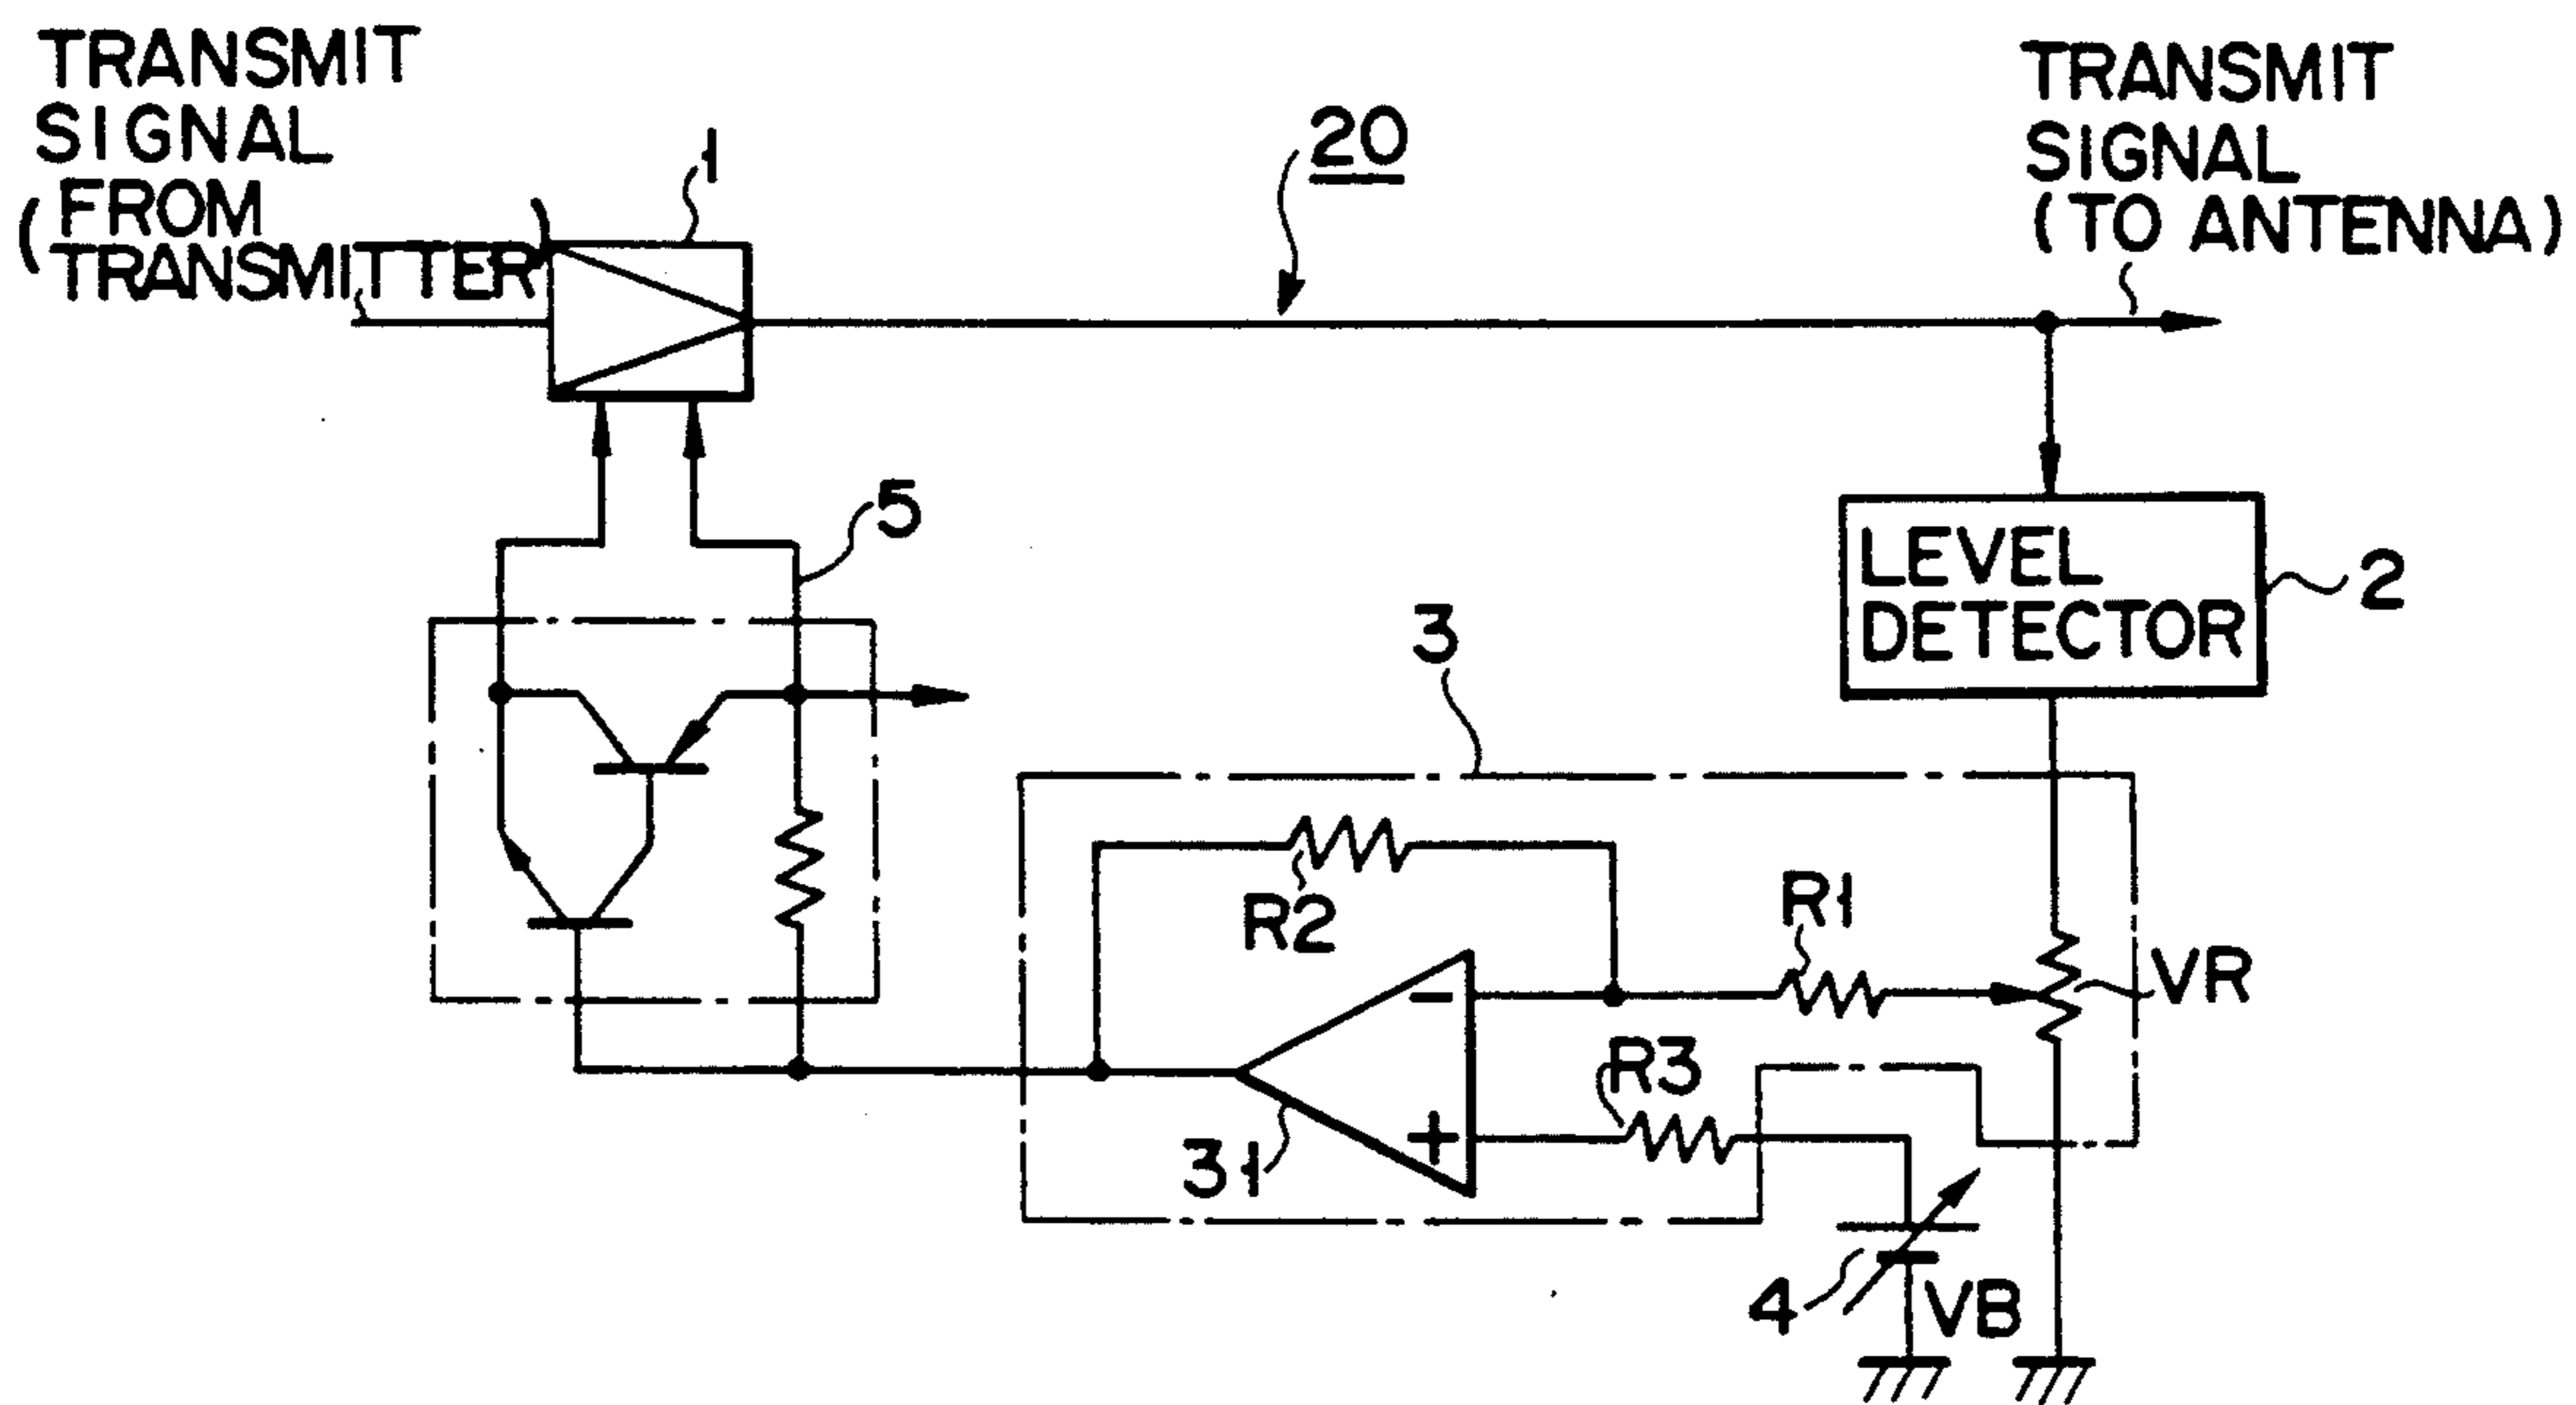 TRANSMIT
SIGNAL
(FROM
TRANSMITTER)
1
20
TRANSMIT
SIGNAL
(TO ANTENNA)
5
LEVEL
DETECTOR
2
3
R2
R1
VR
R3
31
4
VB